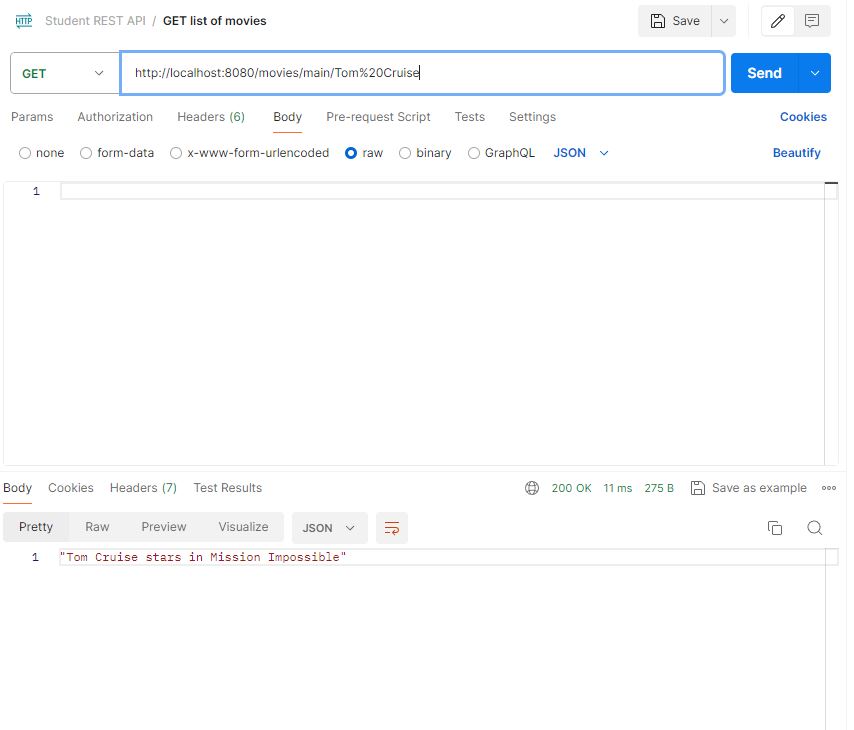 HTTP Student REST API / GET list of movies Save
GET http://localhost:8080/movies/main/Tom%20Cruise Send
Params Authorization Headers (6) Body Pre-request Script Tests Settings Cookies
none form-data x-www-form-urlencoded raw binary GraphQL JSON Beautify
1
Body Cookies Headers (7) Test Results 200 OK 11 ms 275 B Save as example
Pretty Raw Preview Visualize JSON
1 "Tom Cruise stars in Mission Impossible"